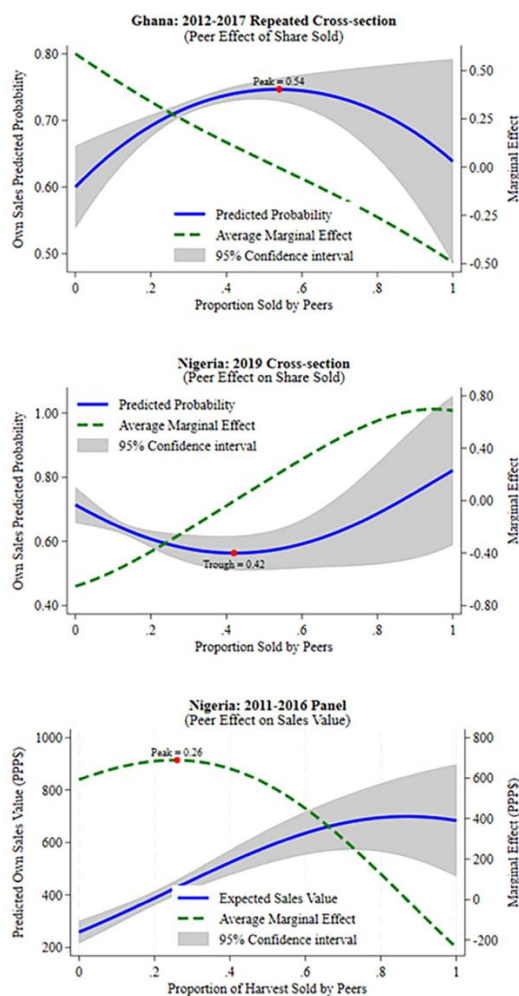 Ghana: 2012-2017 Repeated Cross-section
(Peer Effect of Share Sold)
Own Sales Predicted Probability
Marginal Effect
0.80
0.70
0.60
0.50
0.50
0.25
0.00
-0.25
-0.50
Peak = 0.54
Predicted Probability
Average Marginal Effect
95% Confidence interval
0 .2 .4 .6 .8 1
Proportion Sold by Peers
Nigeria: 2019 Cross-section
(Peer Effect on Share Sold)
Own Sales Predicted Probability
Marginal Effect
1.00
0.80
0.60
0.40
0.80
0.40
0.00
-0.40
-0.80
Predicted Probability
Average Marginal Effect
95% Confidence interval
Trough = 0.42
0 .2 .4 .6 .8 1
Proportion Sold by Peers
Nigeria: 2011-2016 Panel
(Peer Effect on Sales Value)
Predicted Own Sales Value (PPP$)
Marginal Effect (PPP$)
1000
800
600
400
200
800
600
400
200
0
-200
Peak = 0.26
Expected Sales Value
Average Marginal Effect
95% Confidence interval
0 .2 .4 .6 .8 1
Proportion of Harvest Sold by Peers